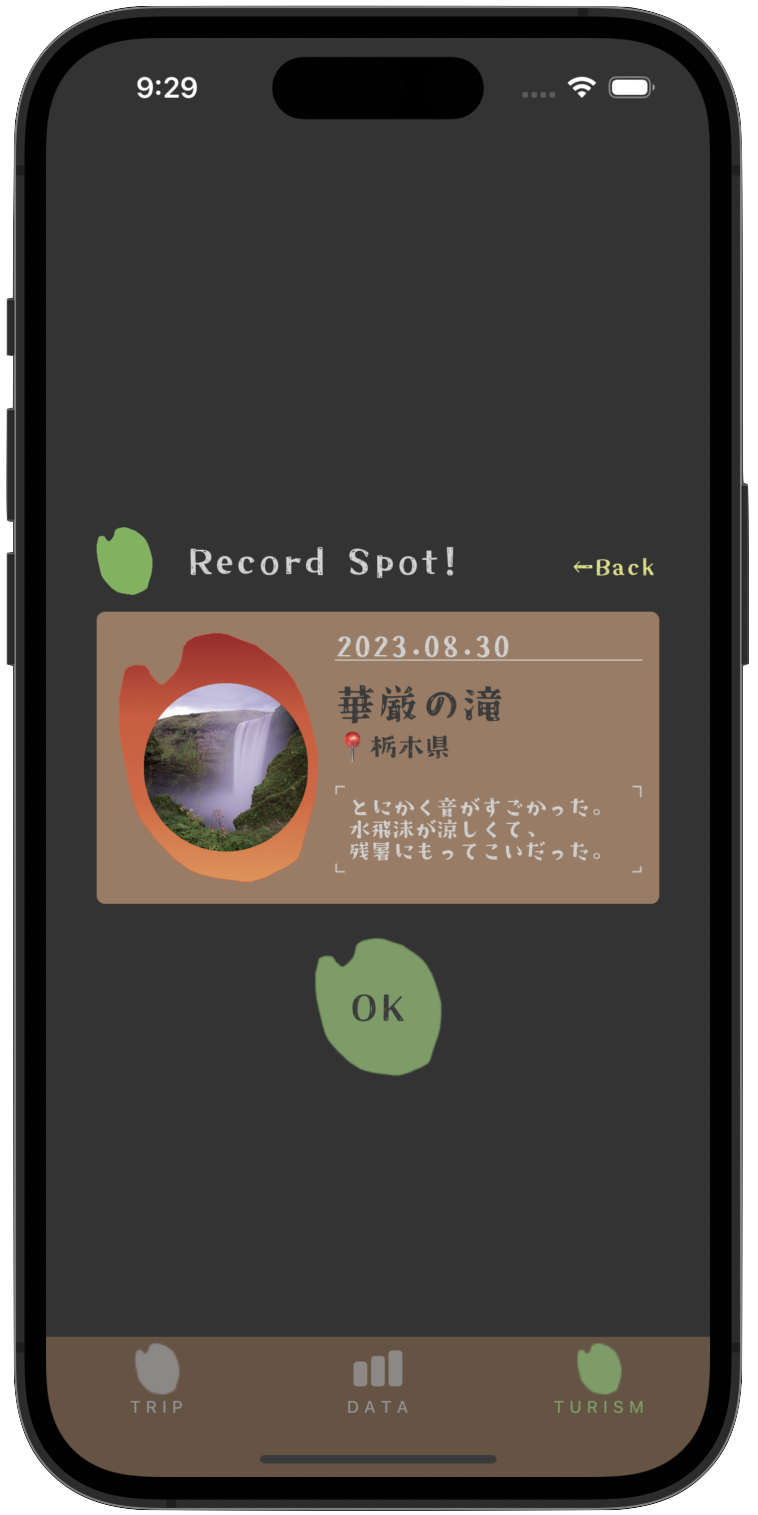 9:29
Record Spot!
←Back
2023.08.30
華厳の滝
📍栃木県
とにかく音がすごかった。
水飛沫が涼しくて、
残暑にもってこいだった。
OK
TRIP
DATA
TURISM